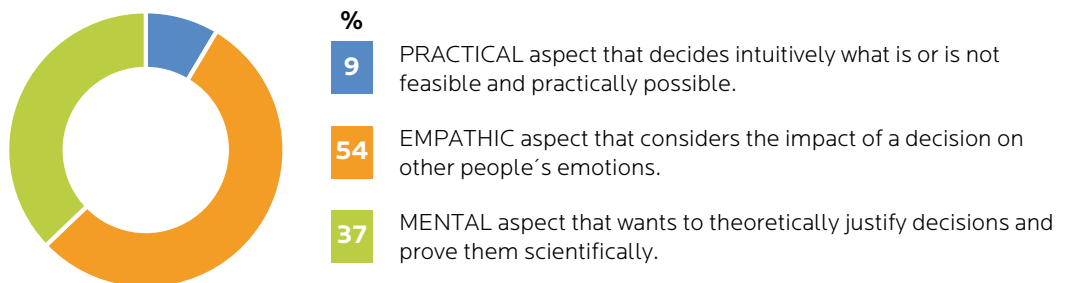 %
9
PRACTICAL aspect that decides intuitively what is or is not
feasible and practically possible.
54
EMPATHIC aspect that considers the impact of a decision on
other people´s emotions.
37
MENTAL aspect that wants to theoretically justify decisions and
prove them scientifically.